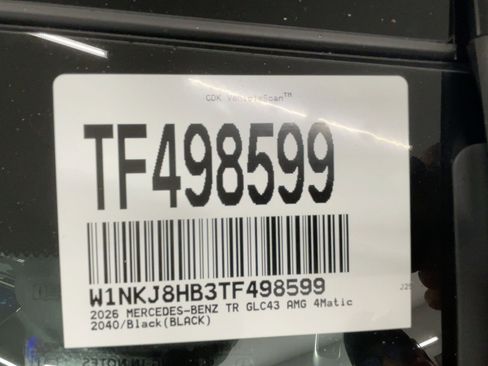 CDK VehicleScan™
TF498599
W1NKJ8HB3TF498599
2026 MERCEDES-BENZ TR GLC43 AMG 4Matic
2040/Black(BLACK)